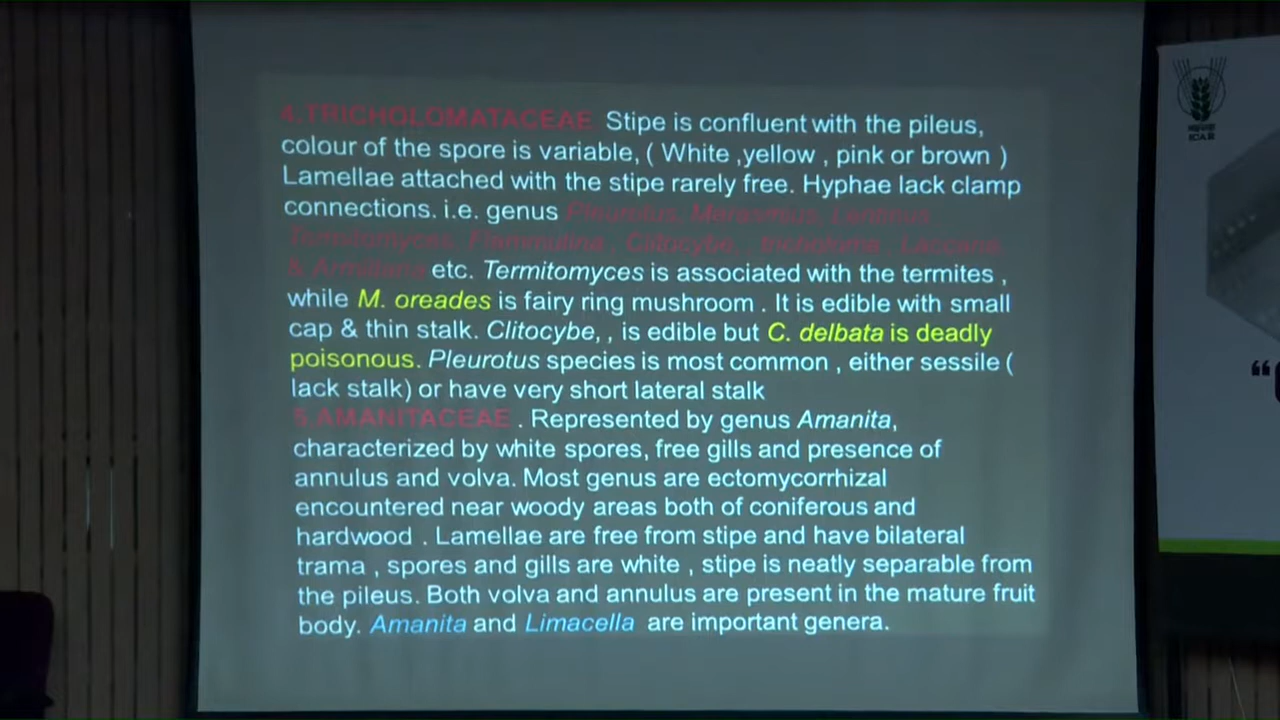 4.TRICHOLOMATACEAE Stipe is confluent with the pileus,
colour of the spore is variable, ( White ,yellow , pink or brown )
Lamellae attached with the stipe rarely free. Hyphae lack clamp
connections. i.e. genus Pleurotus, Marasmius, Lentinus,
Termitomyces, Flammulina , Clitocybe, , tricholoma , Laccaria
& Armillaria etc. Termitomyces is associated with the termites ,
while M. oreades is fairy ring mushroom . It is edible with small
cap & thin stalk. Clitocybe, , is edible but C. delbata is deadly
poisonous. Pleurotus species is most common , either sessile (
lack stalk) or have very short lateral stalk
5.AMANITACEAE . Represented by genus Amanita,
characterized by white spores, free gills and presence of
annulus and volva. Most genus are ectomycorrhizal
encountered near woody areas both of coniferous and
hardwood . Lamellae are free from stipe and have bilateral
trama , spores and gills are white , stipe is neatly separable from
the pileus. Both volva and annulus are present in the mature fruit
body. Amanita and Limacella are important genera.
ICAR
“